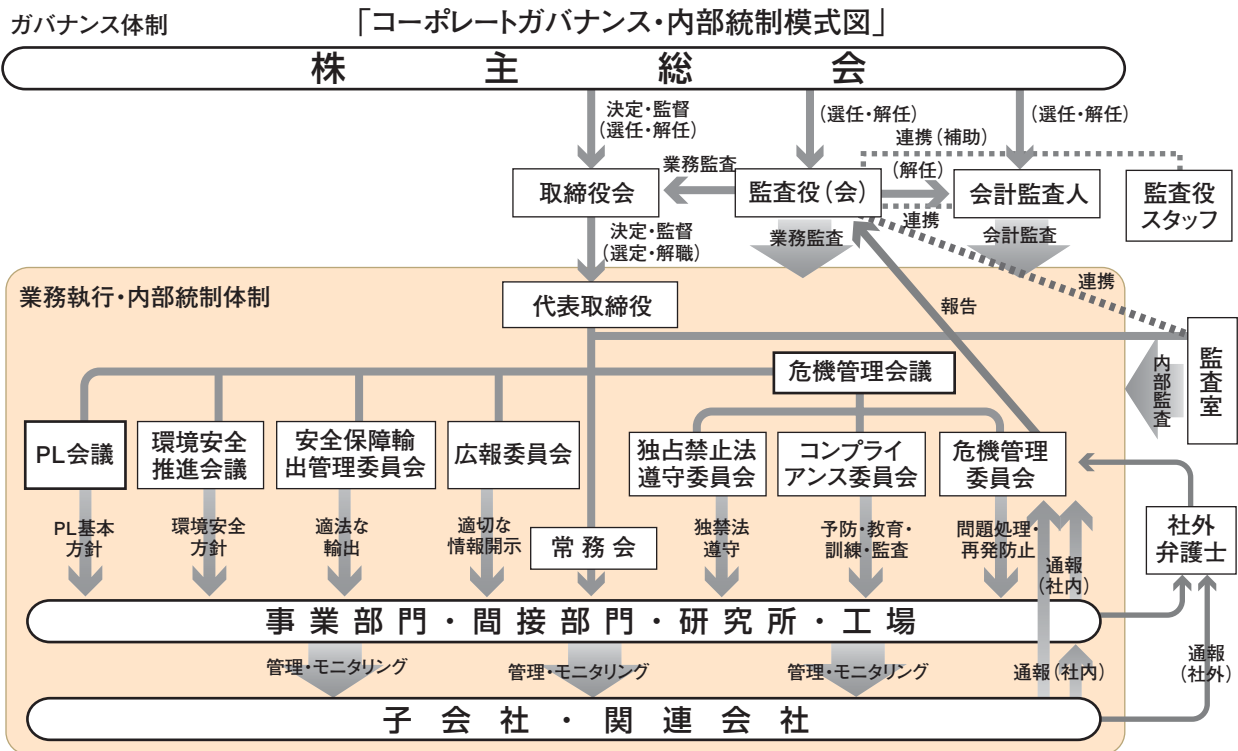 ガバナンス体制
「コーポレートガバナンス・内部統制模式図」
株主総会
決定・監督
(選任・解任)
(選任・解任)
(選任・解任)
連携(補助)
業務監査
(解任)
取締役会
監査役(会)
会計監査人
監査役
スタッフ
連携
決定・監督
(選定・解職)
業務監査
会計監査
業務執行・内部統制体制
代表取締役
報告
連携
危機管理会議
内部監査
監査室
PL会議
環境安全
推進会議
安全保障輸
出管理委員会
広報委員会
独占禁止法
遵守委員会
コンプライ
アンス委員会
危機管理
委員会
PL基本
方針
環境安全
方針
適法な
輸出
適切な
情報開示
常務会
独禁法
遵守
予防・教育・
訓練・監査
問題処理・
再発防止
通報
(社内)
社外
弁護士
事業部門・間接部門・研究所・工場
管理・モニタリング
管理・モニタリング
管理・モニタリング
通報(社内)
通報
(社外)
子会社・関連会社